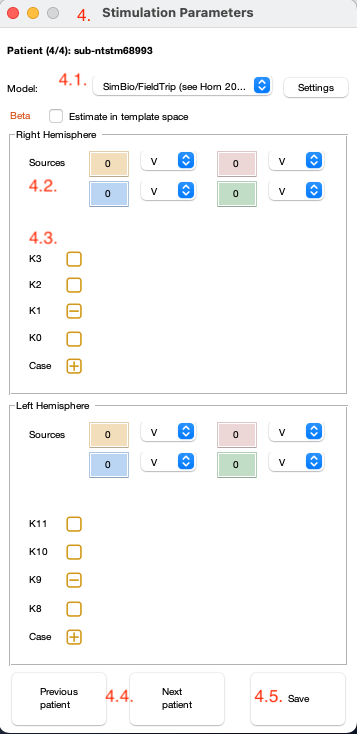 4. Stimulation Parameters
Patient (4/4): sub-ntstm68993
4.1.
Model: SimBio/FieldTrip (see Horn 20... Settings
Beta Estimate in template space
Right Hemisphere
Sources 0 V 0 V
4.2. 0 V 0 V
4.3.
K3
K2
K1
K0
Case
Left Hemisphere
Sources 0 V 0 V
0 V 0 V
K11
K10
K9
K8
Case
Previous patient 4.4. Next patient 4.5. Save